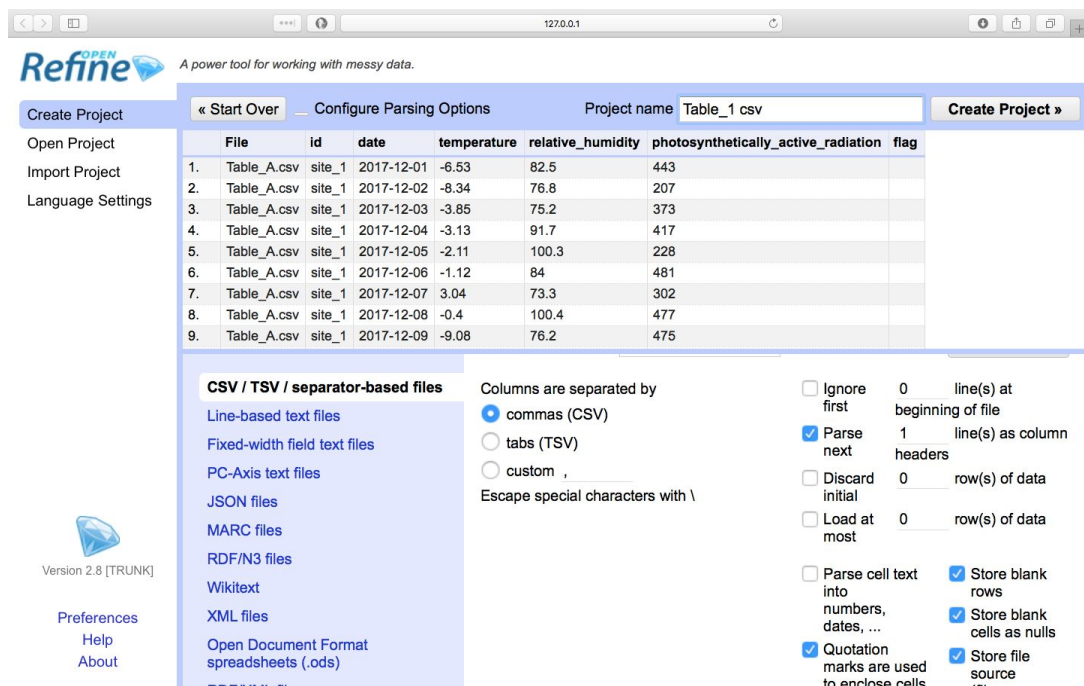 127.0.0.1
OPEN
Refine
A power tool for working with messy data.
Create Project
Open Project
Import Project
Language Settings
« Start Over
Configure Parsing Options
Project name
Table_1 csv
Create Project »
File id date temperature relative_humidity photosynthetically_active_radiation flag
1. Table_A.csv site_1 2017-12-01 -6.53 82.5 443
2. Table_A.csv site_1 2017-12-02 -8.34 76.8 207
3. Table_A.csv site_1 2017-12-03 -3.85 75.2 373
4. Table_A.csv site_1 2017-12-04 -3.13 91.7 417
5. Table_A.csv site_1 2017-12-05 -2.11 100.3 228
6. Table_A.csv site_1 2017-12-06 -1.12 84 481
7. Table_A.csv site_1 2017-12-07 3.04 73.3 302
8. Table_A.csv site_1 2017-12-08 -0.4 100.4 477
9. Table_A.csv site_1 2017-12-09 -9.08 76.2 475
CSV / TSV / separator-based files
Line-based text files
Fixed-width field text files
PC-Axis text files
JSON files
MARC files
RDF/N3 files
Wikitext
XML files
Open Document Format
spreadsheets (.ods)
Columns are separated by
commas (CSV)
tabs (TSV)
custom ,
Escape special characters with \
Ignore 0 line(s) at
first beginning of file
Parse 1 line(s) as column
next headers
Discard 0 row(s) of data
initial
Load at 0 row(s) of data
most
Parse cell text
into
numbers,
dates, ...
Quotation
marks are used
to enclose cells
Store blank
rows
Store blank
cells as nulls
Store file
source
Version 2.8 [TRUNK]
Preferences
Help
About